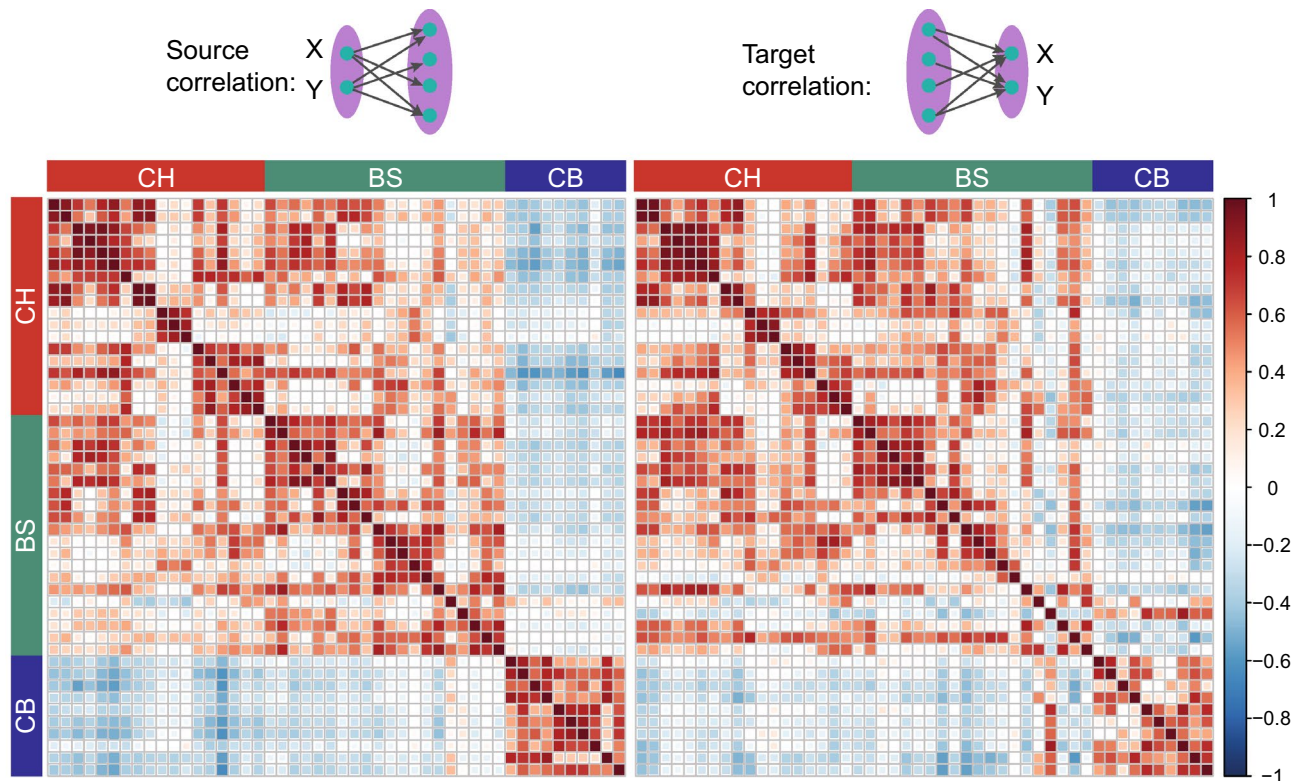 Source
correlation:
X
Y
Target
correlation:
X
Y
CH
BS
CB
CH
BS
CB
CH
BS
CB
1
0.8
0.6
0.4
0.2
0
−0.2
−0.4
−0.6
−0.8
−1